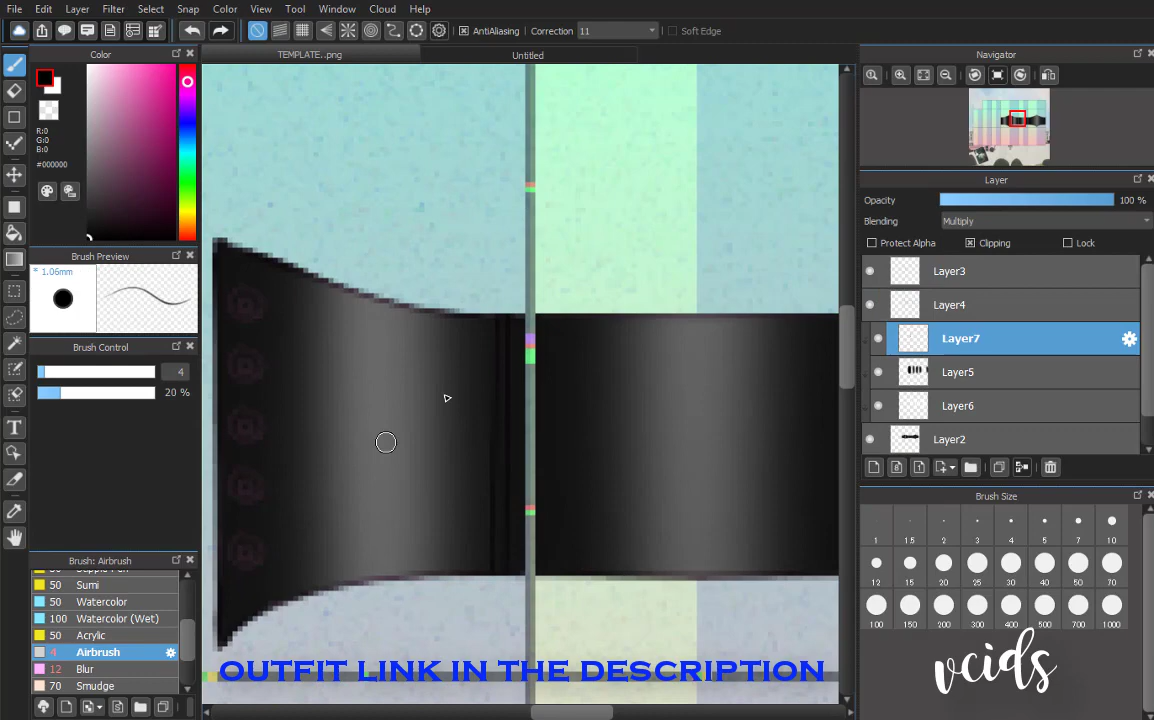 File Edit Layer Filter Select Snap Color View Tool Window Cloud Help
AntiAliasing Correction 11 Soft Edge
Color
TEMPLATE..png Untitled
Navigator
R:0
G:0
B:0
#000000
Layer
Opacity 100 %
Blending Multiply
Protect Alpha Clipping Lock
Brush Preview
* 1.06mm
Layer3
Layer4
Layer7
Layer5
Layer6
Layer2
Brush Control
4
20 %
Brush Size
1 1.5 2 3 4 5 7 10
12 15 20 25 30 40 50 70
100 150 200 300 400 500 700 1000
Brush: Airbrush
50 Sumi
50 Watercolor
100 Watercolor (Wet)
50 Acrylic
4 Airbrush
12 Blur
70 Smudge
OUTFIT LINK IN THE DESCRIPTION
vcids